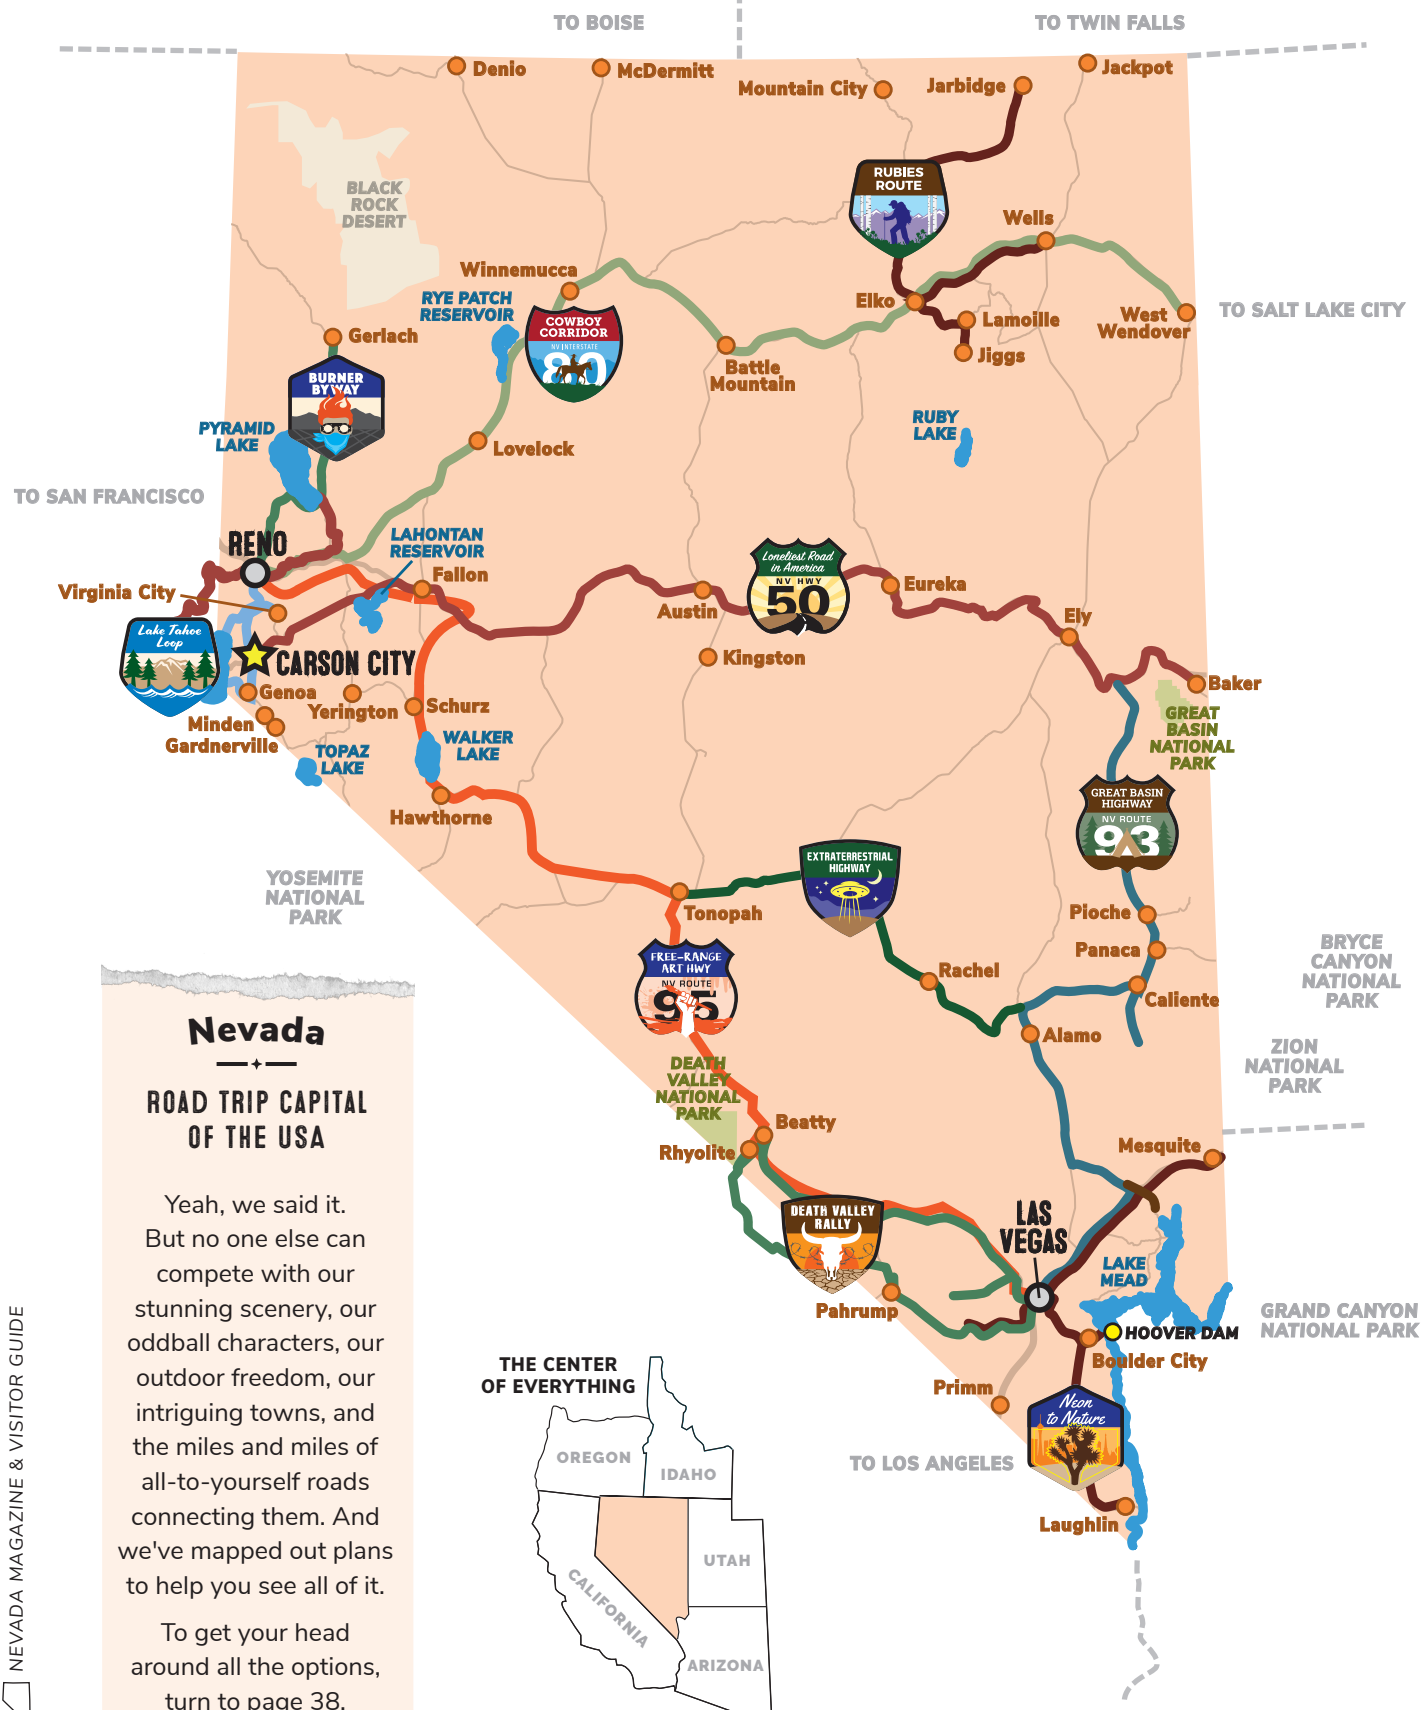 TO BOISE
TO TWIN FALLS
Denio
McDermitt
Mountain City
Jarbidge
Jackpot
BLACK
ROCK
DESERT
RUBIES
ROUTE
Wells
Winnemucca
RYE PATCH
RESERVOIR
COWBOY
CORRIDOR
NV INTERSTATE
80
Elko
Lamoille
Jiggs
West
Wendover
TO SALT LAKE CITY
Gerlach
BURNER
BYWAY
Battle
Mountain
PYRAMID
LAKE
Lovelock
RUBY
LAKE
TO SAN FRANCISCO
RENO
LAHONTAN
RESERVOIR
Fallon
Virginia City
Loneliest Road
in America
NV HWY
50
Austin
Eureka
Ely
Lake Tahoe
Loop
CARSON CITY
Kingston
Genoa
Yerington
Schurz
Minden
Gardnerville
TOPAZ
LAKE
WALKER
LAKE
Baker
GREAT
BASIN
NATIONAL
PARK
Hawthorne
GREAT BASIN
HIGHWAY
NV ROUTE
93
YOSEMITE
NATIONAL
PARK
EXTRATERRESTRIAL
HIGHWAY
Tonopah
Pioche
Panaca
Caliente
FREE-RANGE
ART HWY
NV ROUTE
95
Rachel
Alamo
BRYCE
CANYON
NATIONAL
PARK
ZION
NATIONAL
PARK
DEATH
VALLEY
NATIONAL
PARK
Beatty
Rhyolite
Mesquite
DEATH VALLEY
RALLY
LAS
VEGAS
LAKE
MEAD
Pahrump
HOOVER DAM
Boulder City
GRAND CANYON
NATIONAL PARK
Primm
Neon
to Nature
TO LOS ANGELES
Laughlin
Nevada
ROAD TRIP CAPITAL
OF THE USA
Yeah, we said it.
But no one else can
compete with our
stunning scenery, our
oddball characters, our
outdoor freedom, our
intriguing towns, and
the miles and miles of
all-to-yourself roads
connecting them. And
we've mapped out plans
to help you see all of it.
To get your head
around all the options,
turn to page 38.
THE CENTER
OF EVERYTHING
OREGON
IDAHO
UTAH
CALIFORNIA
ARIZONA
NEVADA MAGAZINE & VISITOR GUIDE